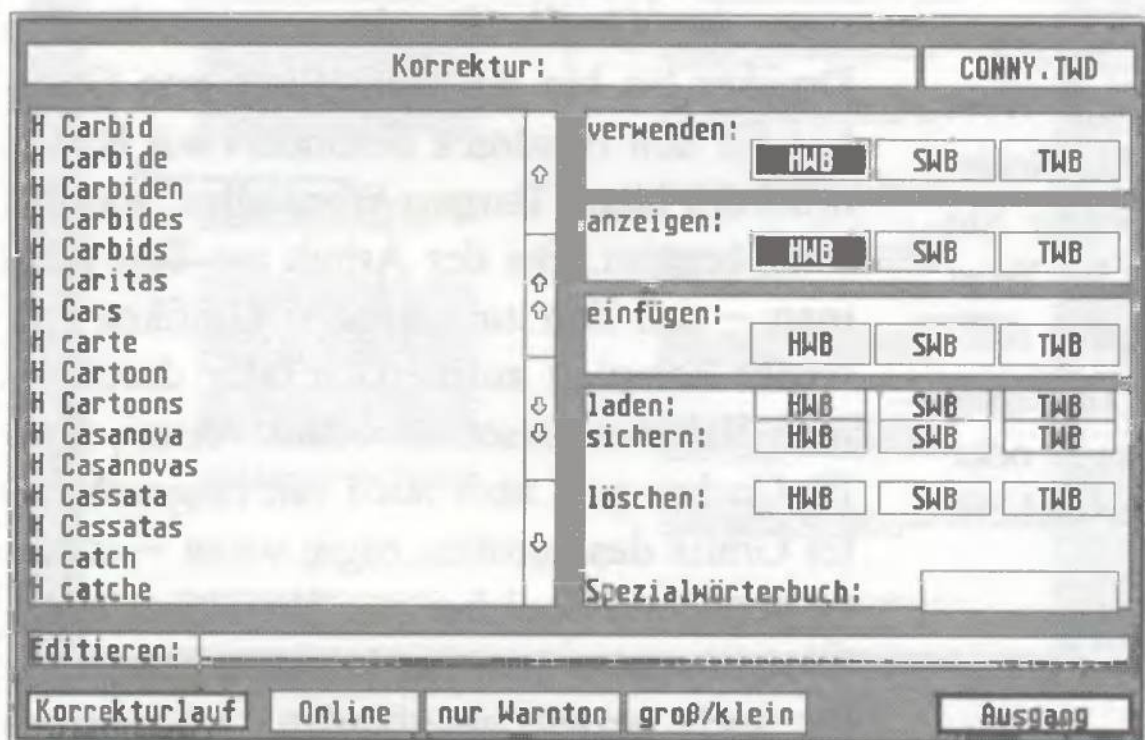 Korrektur:
CONNY.TWD
H Carbid
H Carbide
H Carbiden
H Carbides
H Carbids
H Caritas
H Cars
H carte
H Cartoon
H Cartoons
H Casanova
H Casanovas
H Cassata
H Cassatas
H catch
H catche
verwenden:
HWB SWB TWB
anzeigen:
HWB SWB TWB
einfügen:
HWB SWB TWB
laden: HWB SWB TWB
sichern: HWB SWB TWB
löschen: HWB SWB TWB
Spezialwörterbuch:
Editieren:
Korrekturlauf Online nur Warnton groß/klein Ausgang